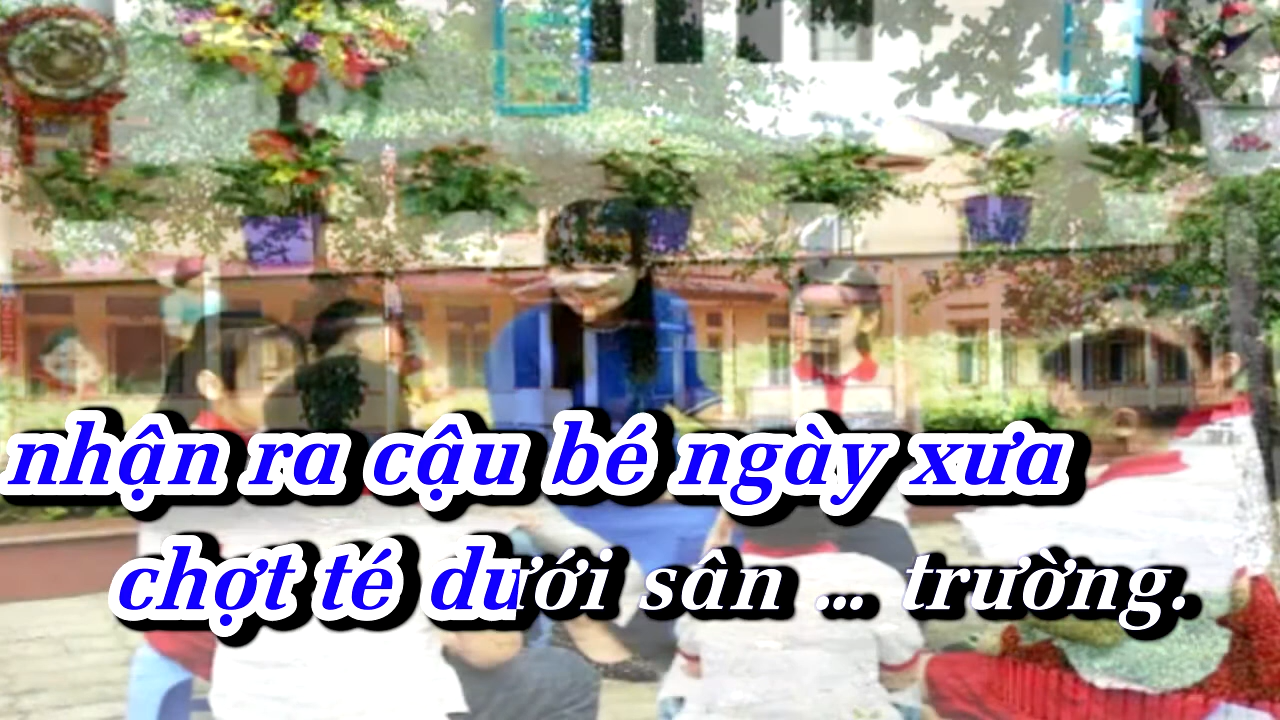 nhận ra cậu bé ngày xưa
chợt té dưới sân ... trường.